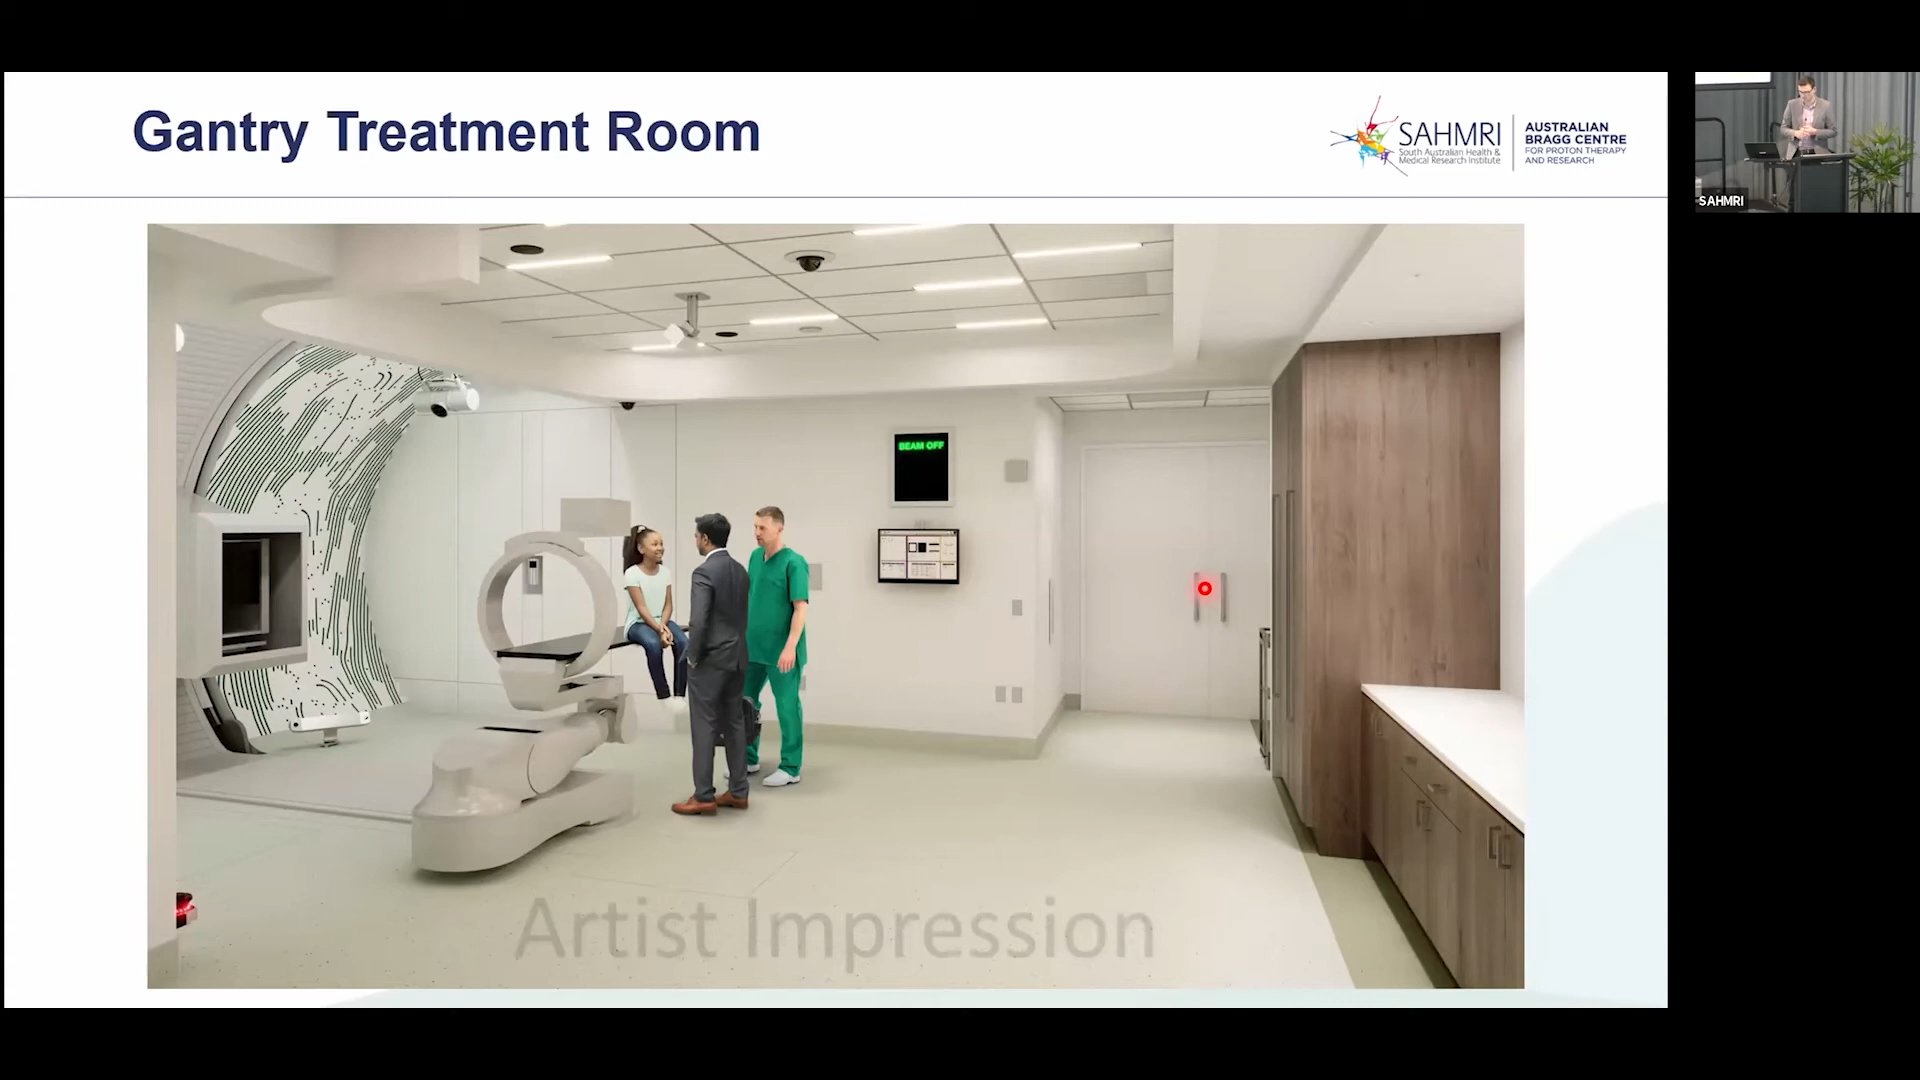 Gantry Treatment Room
SAHMRI
South Australian Health &
Medical Research Institute
AUSTRALIAN
BRAGG CENTRE
FOR PROTON THERAPY
AND RESEARCH
SAHMRI
BEAM OFF
Artist Impression